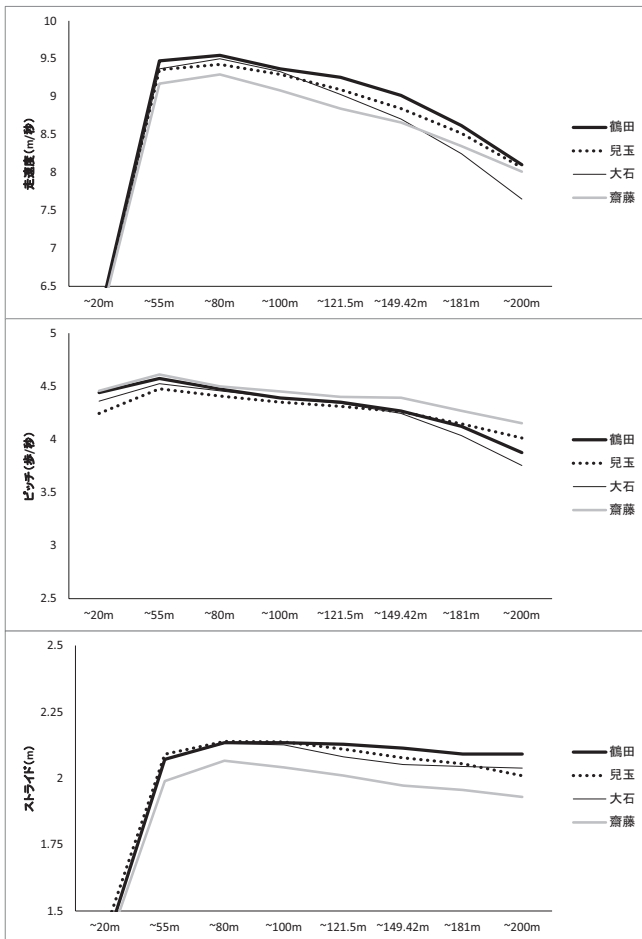 10
9.5
9
8.5
8
7.5
7
6.5
走速度(m/秒)
~20m ~55m ~80m ~100m ~121.5m ~149.42m ~181m ~200m
鶴田
兒玉
大石
齋藤
5
4.5
4
3.5
3
2.5
ピッチ(歩/秒)
~20m ~55m ~80m ~100m ~121.5m ~149.42m ~181m ~200m
鶴田
兒玉
大石
齋藤
2.5
2.25
2
1.75
1.5
ストライド(m)
~20m ~55m ~80m ~100m ~121.5m ~149.42m ~181m ~200m
鶴田
兒玉
大石
齋藤